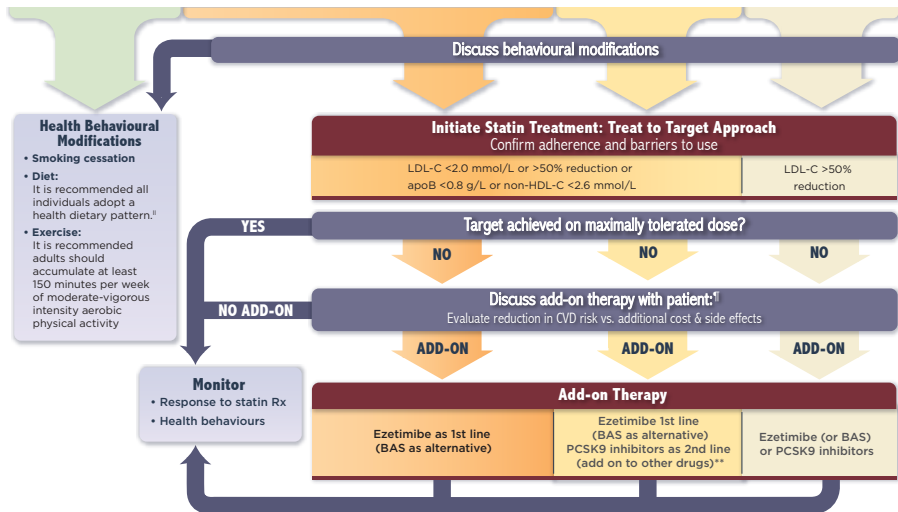 Discuss behavioural modifications
Health Behavioural
Modifications
• Smoking cessation
• Diet:
It is recommended all
individuals adopt a
health dietary pattern.||
• Exercise:
It is recommended
adults should
accumulate at least
150 minutes per week
of moderate-vigorous
intensity aerobic
physical activity
Initiate Statin Treatment: Treat to Target Approach
Confirm adherence and barriers to use
LDL-C <2.0 mmol/L or >50% reduction or
apoB <0.8 g/L or non-HDL-C <2.6 mmol/L
LDL-C >50%
reduction
YES
Target achieved on maximally tolerated dose?
NO
NO
NO
NO ADD-ON
Discuss add-on therapy with patient:¶
Evaluate reduction in CVD risk vs. additional cost & side effects
ADD-ON
ADD-ON
ADD-ON
Monitor
• Response to statin Rx
• Health behaviours
Add-on Therapy
Ezetimibe as 1st line
(BAS as alternative)
Ezetimibe 1st line
(BAS as alternative)
PCSK9 inhibitors as 2nd line
(add on to other drugs)**
Ezetimibe (or BAS)
or PCSK9 inhibitors